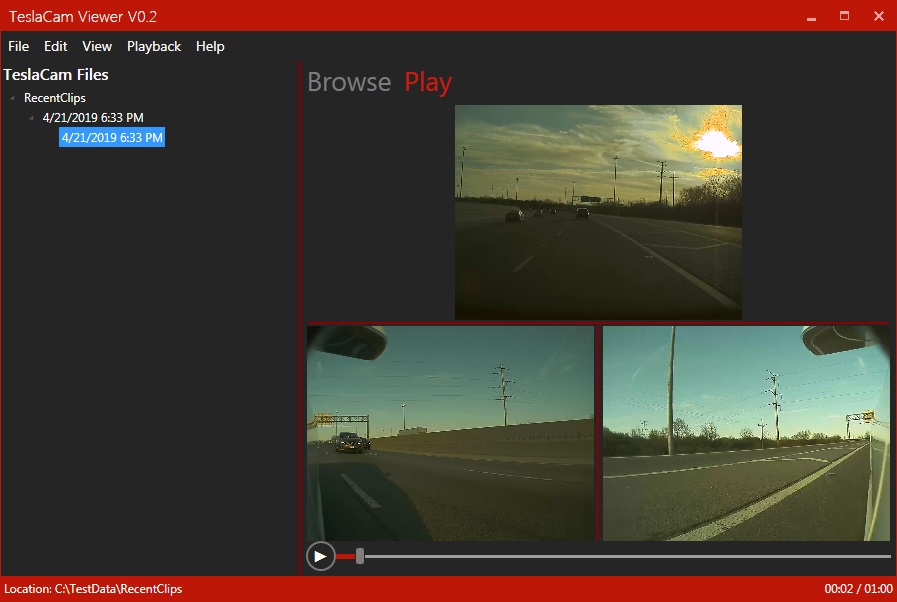 TeslaCam Viewer V0.2
File Edit View Playback Help
TeslaCam Files
RecentClips
4/21/2019 6:33 PM
4/21/2019 6:33 PM
Browse Play
Location: C:\TestData\RecentClips
00:02 / 01:00